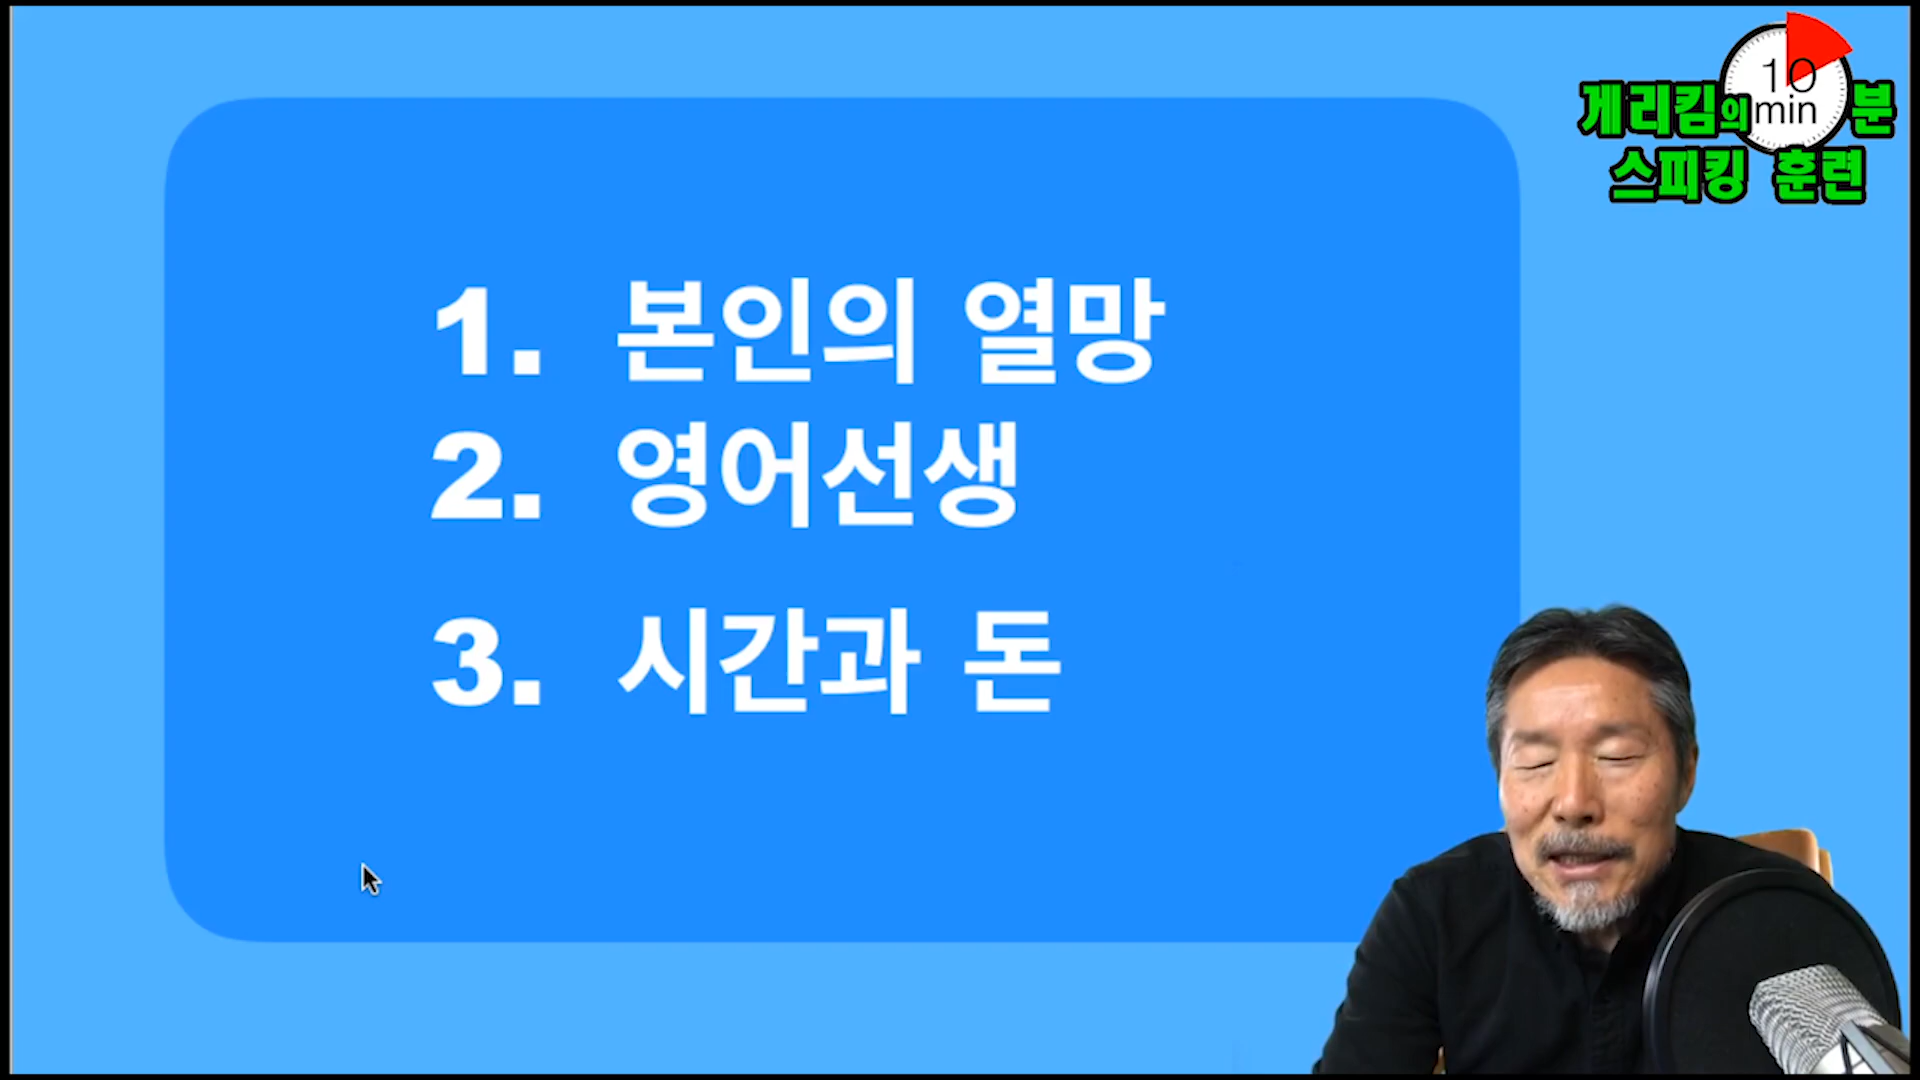 게리킴의 10 min 분
스피킹 훈련
1. 본인의 열망
2. 영어선생
3. 시간과 돈